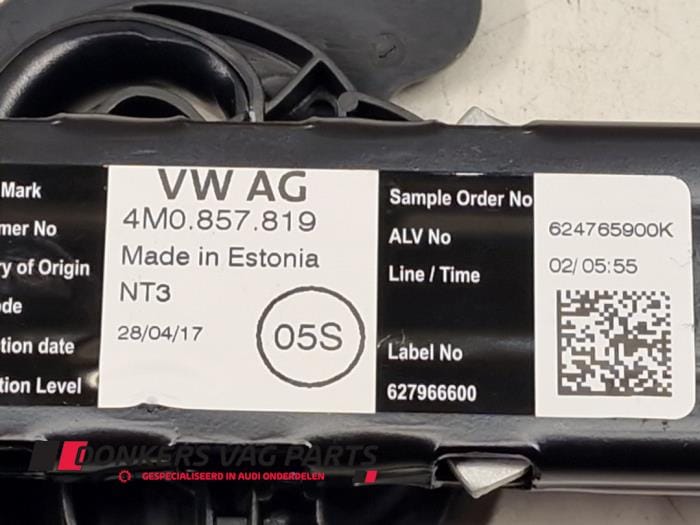 Mark VW AG Sample Order No
mer No 4M0.857.819 ALV No 624765900K
y of Origin Made in Estonia Line / Time 02/ 05:55
ode NT3
tion date 28/04/17 05S Label No
tion Level 627966600
DONKERS VAG PARTS
GESPECIALISEERD IN AUDI ONDERDELEN